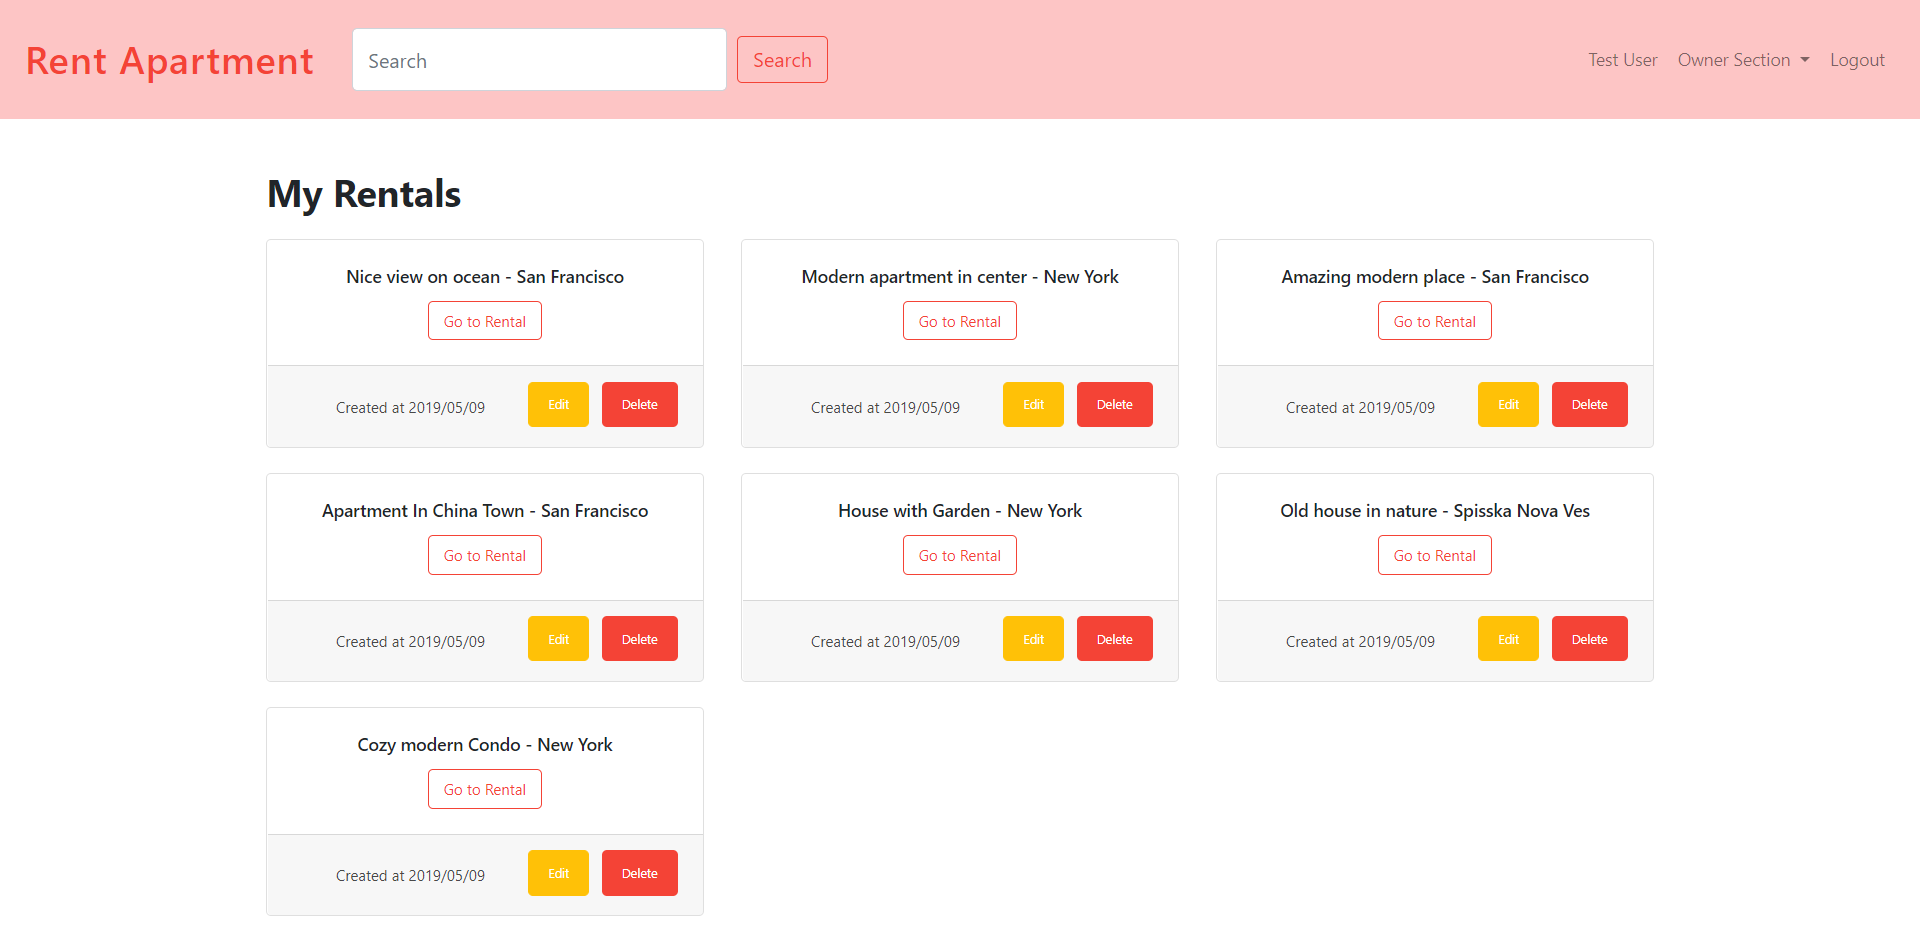 Rent Apartment Search Search Test User Owner Section Logout
My Rentals
Nice view on ocean - San Francisco
Go to Rental
Created at 2019/05/09 Edit Delete
Modern apartment in center - New York
Go to Rental
Created at 2019/05/09 Edit Delete
Amazing modern place - San Francisco
Go to Rental
Created at 2019/05/09 Edit Delete
Apartment In China Town - San Francisco
Go to Rental
Created at 2019/05/09 Edit Delete
House with Garden - New York
Go to Rental
Created at 2019/05/09 Edit Delete
Old house in nature - Spisska Nova Ves
Go to Rental
Created at 2019/05/09 Edit Delete
Cozy modern Condo - New York
Go to Rental
Created at 2019/05/09 Edit Delete